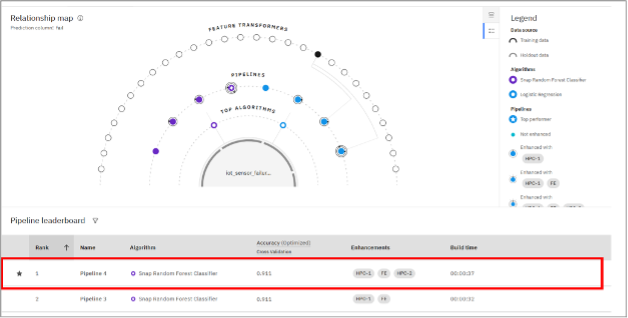 Relationship map
Prediction column: fail
FEATURE TRANSFORMERS
PIPELINES
TOP ALGORITHMS
iot_sensor_failur...
Legend
Data source
Training data
Holdout data
Algorithms
Snap Random Forest Classifier
Logistic Regression
Pipelines
Top performer
Not enhanced
Enhanced with
HPO-1
Enhanced with
HPO-1 FE
Enhanced with
HPO-1 FE
Pipeline leaderboard
Rank Name Algorithm Accuracy (Optimized) Enhancements Build time
Cross Validation
1 Pipeline 4 Snap Random Forest Classifier 0.911 HPO-1 FE HPO-2 00:00:37
2 Pipeline 3 Snap Random Forest Classifier 0.911 HPO-1 FE